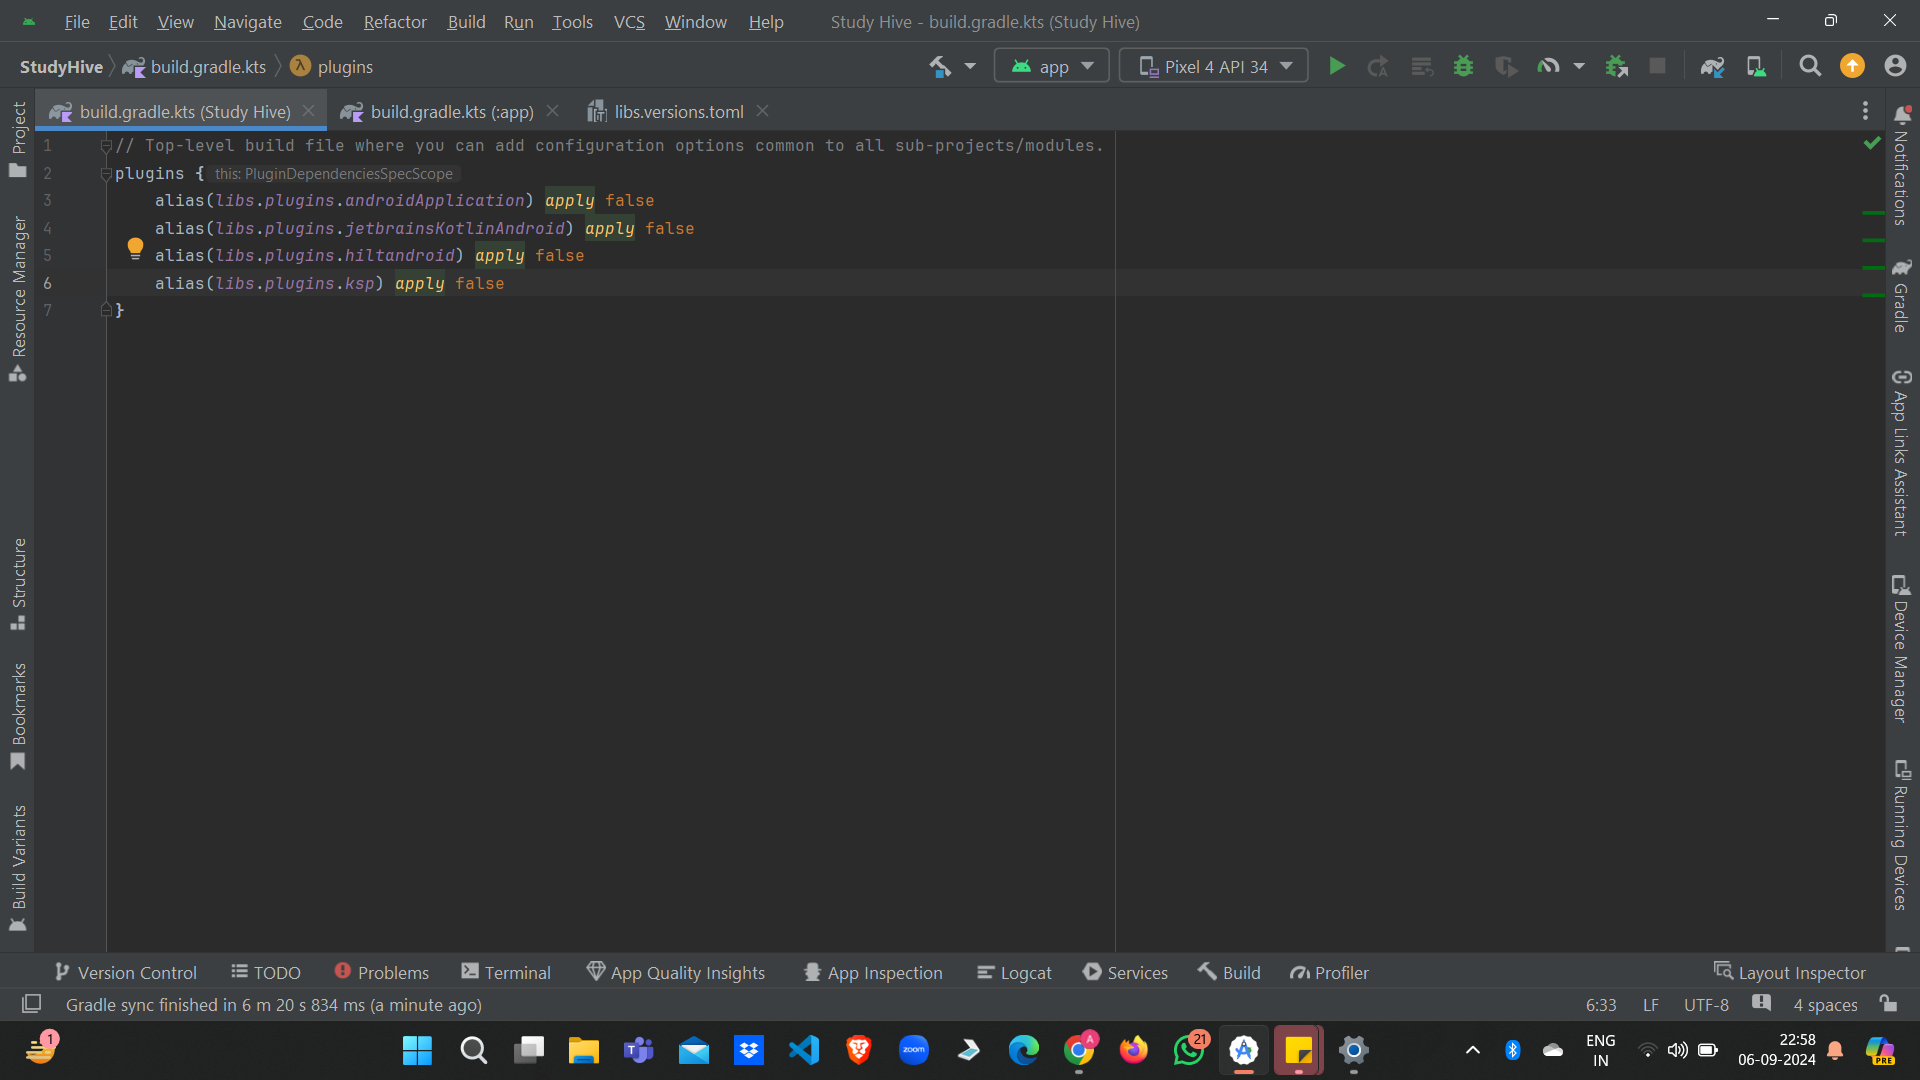 File Edit View Navigate Code Refactor Build Run Tools VCS Window Help Study Hive - build.gradle.kts (Study Hive)
StudyHive build.gradle.kts λ plugins app Pixel 4 API 34
build.gradle.kts (Study Hive) build.gradle.kts (:app) libs.versions.toml
1 // Top-level build file where you can add configuration options common to all sub-projects/modules.
2 plugins { this: PluginDependenciesSpecScope
3 alias(libs.plugins.androidApplication) apply false
4 alias(libs.plugins.jetbrainsKotlinAndroid) apply false
5 alias(libs.plugins.hiltandroid) apply false
6 alias(libs.plugins.ksp) apply false
7 }
Project
Resource Manager
Structure
Bookmarks
Build Variants
Notifications
Gradle
App Links Assistant
Device Manager
Running Devices
Version Control TODO Problems Terminal App Quality Insights App Inspection Logcat Services Build Profiler Layout Inspector
Gradle sync finished in 6 m 20 s 834 ms (a minute ago) 6:33 LF UTF-8 4 spaces
1 T zoom A 21 ENG 22:58
IN 06-09-2024 PRE